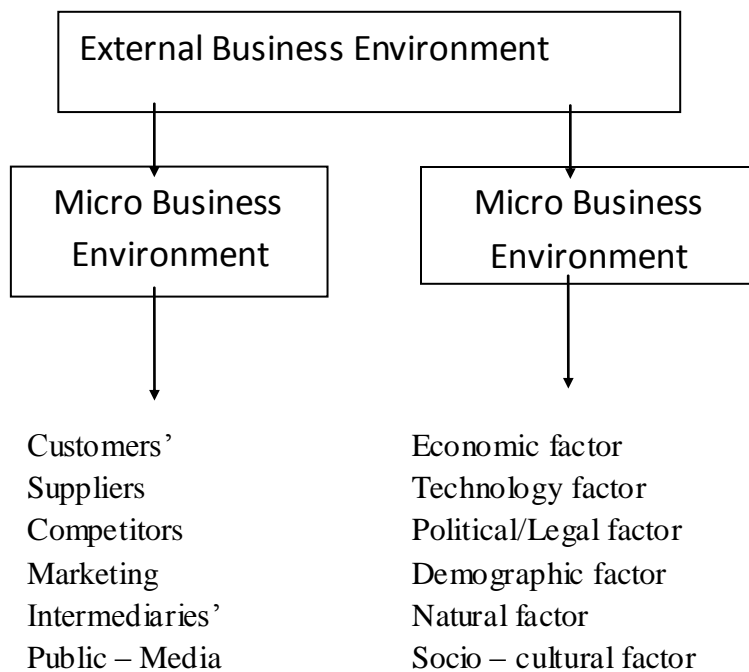 External Business Environment
Micro Business
Environment
Micro Business
Environment
Customers’
Suppliers
Competitors
Marketing
Intermediaries’
Public – Media
Economic factor
Technology factor
Political/Legal factor
Demographic factor
Natural factor
Socio – cultural factor